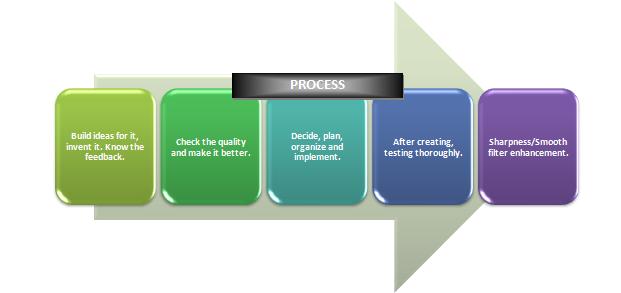 PROCESS
Build ideas for it,
invent it. Know the
feedback.
Check the quality
and make it better.
Decide, plan,
organize and
implement.
After creating,
testing thoroughly.
Sharpness/Smooth
filter enhancement.